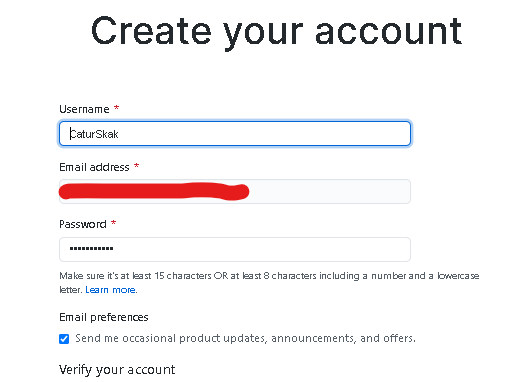 Create your account
Username *
CaturSkak
Email address *
Password *
•••••••••••
Make sure it's at least 15 characters OR at least 8 characters including a number and a lowercase
letter. Learn more.
Email preferences
Send me occasional product updates, announcements, and offers.
Verify your account